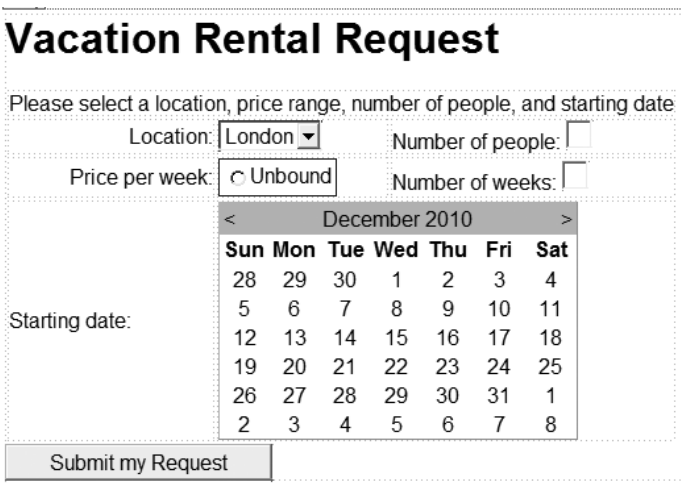 Vacation Rental Request
Please select a location, price range, number of people, and starting date
Location: London Number of people:
Price per week: Unbound Number of weeks:
< December 2010 >
Sun Mon Tue Wed Thu Fri Sat
28 29 30 1 2 3 4
5 6 7 8 9 10 11
Starting date:
12 13 14 15 16 17 18
19 20 21 22 23 24 25
26 27 28 29 30 31 1
2 3 4 5 6 7 8
Submit my Request